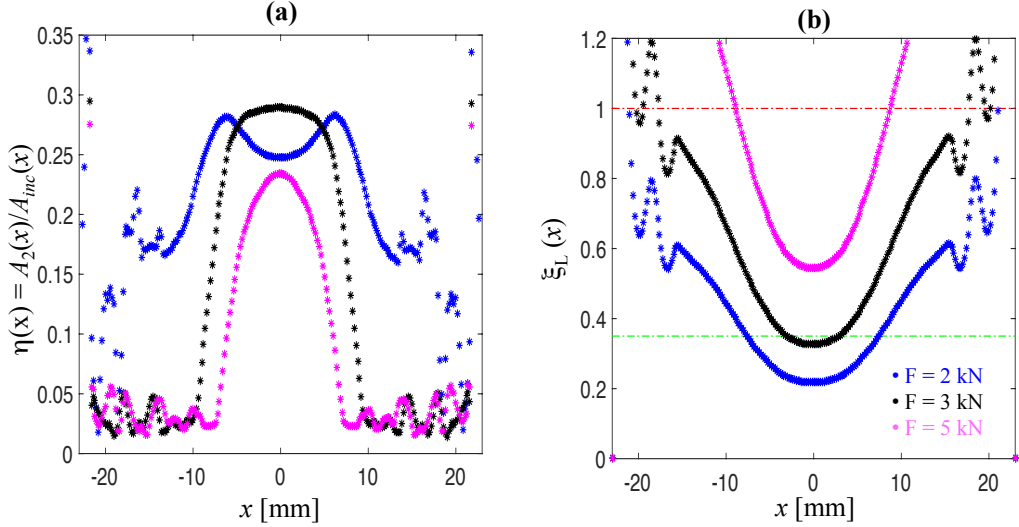 (a)
0.35
0.3
0.25
0.2
0.15
0.1
0.05
0
η(x) = A2(x)/Ainc(x)
-20 -10 0 10 20
x [mm]
(b)
1.2
1
0.8
0.6
0.4
0.2
0
ξL (x)
F = 2 kN
F = 3 kN
F = 5 kN
-20 -10 0 10 20
x [mm]